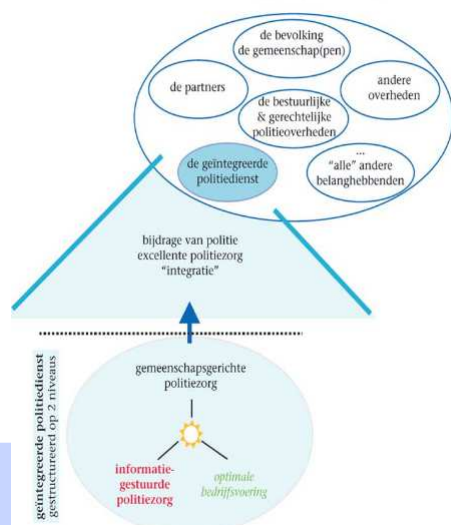 de bevolking
de gemeenschap(pen)
de partners
andere
overheden
de bestuurlijke
& gerechtelijke
politieoverheden
de geïntegreerde
politiedienst
...
"alle" andere
belanghebbenden
bijdrage van politie
excellente politiezorg
"integratie"
geïntegreerde politiedienst
gestructureerd op 2 niveaus
gemeenschapsgerichte
politiezorg
informatie-
gestuurde
politiezorg
optimale
bedrijfsvoering